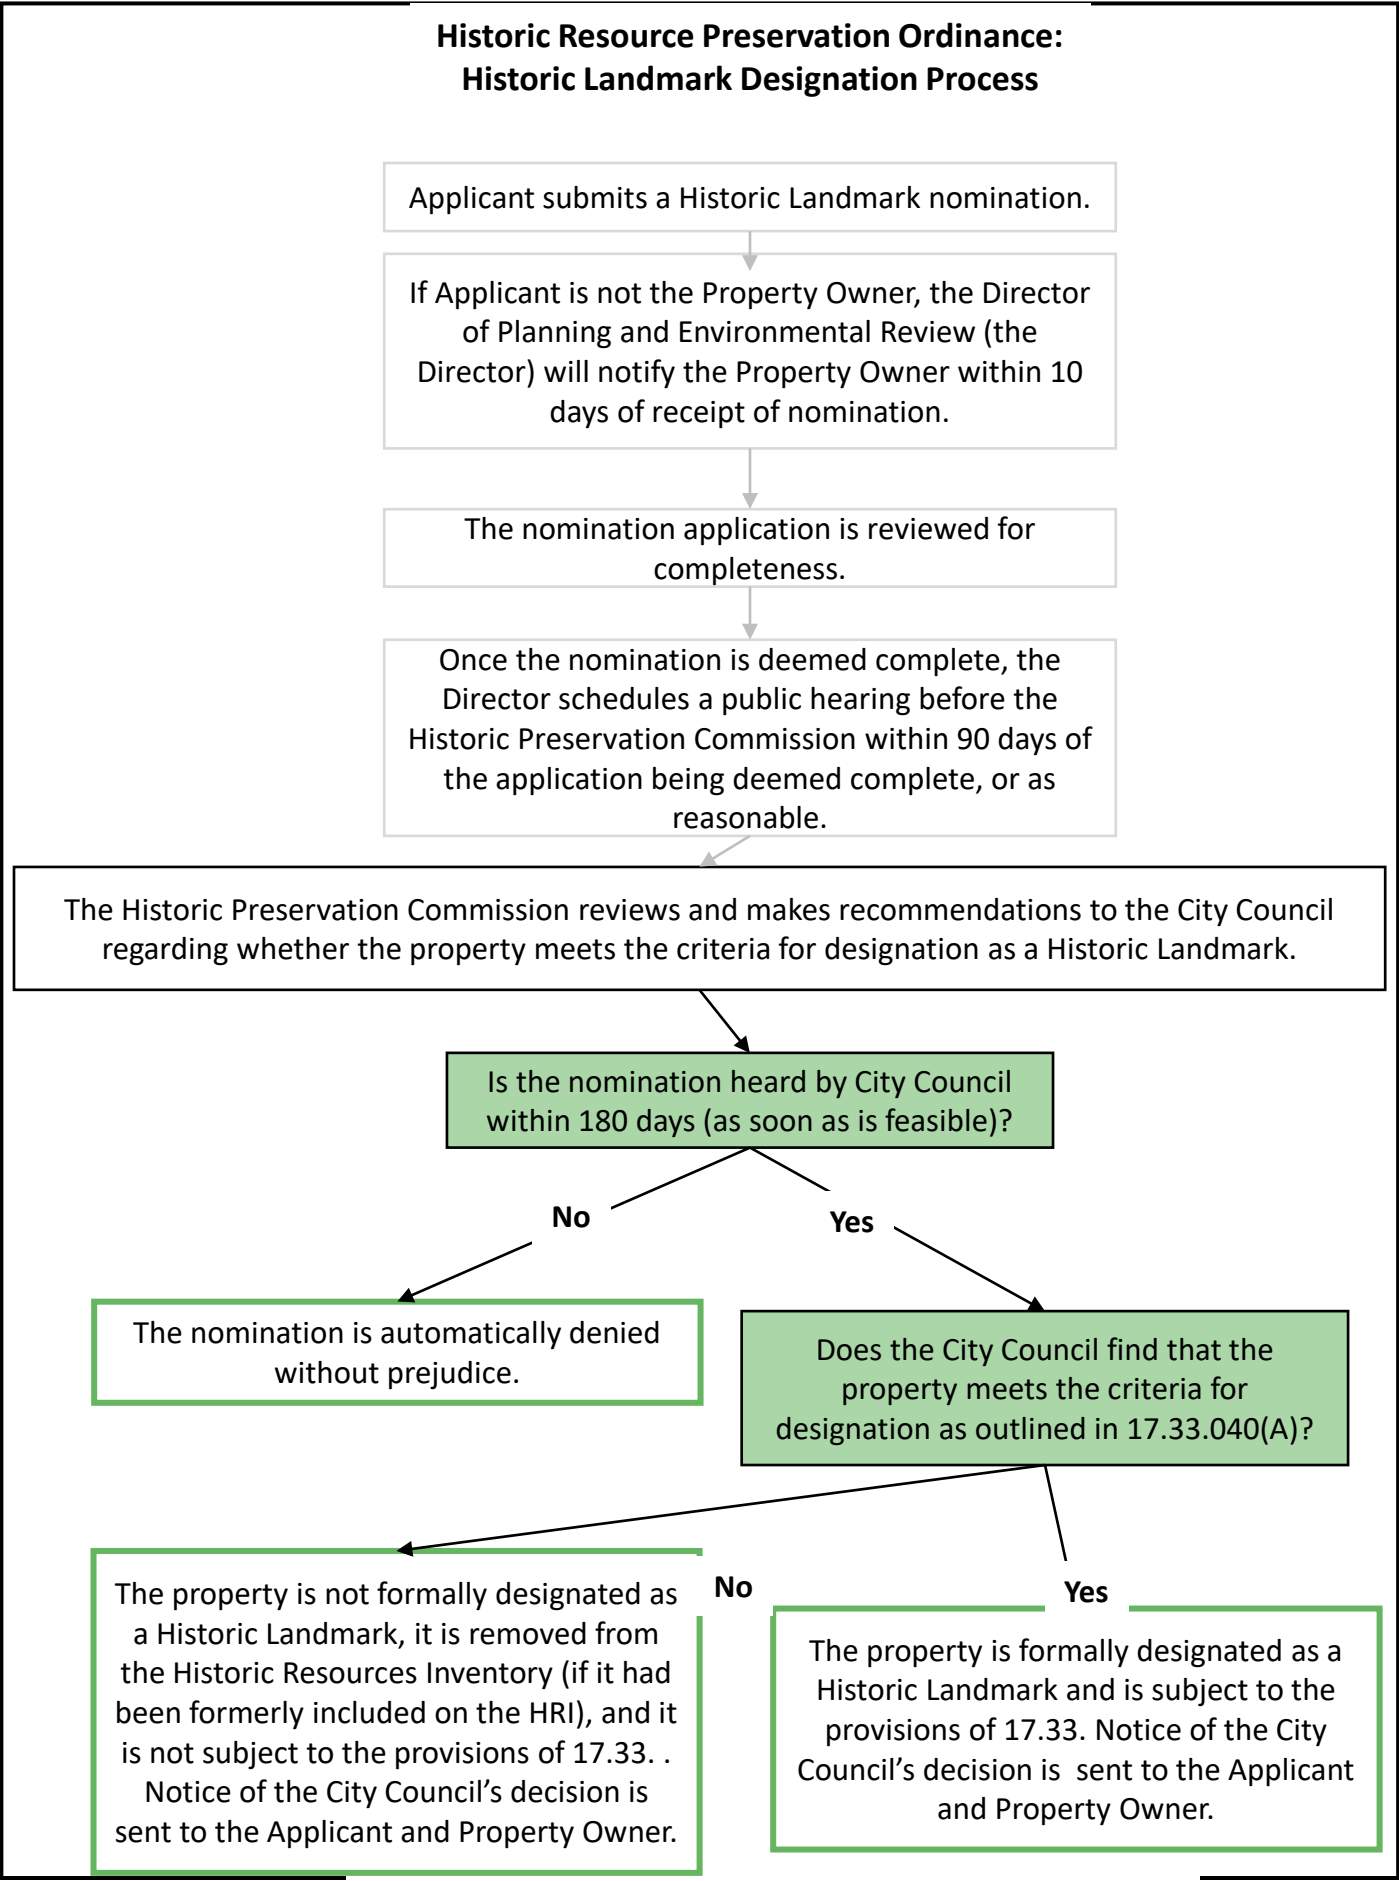 Historic Resource Preservation Ordinance:
Historic Landmark Designation Process
Applicant submits a Historic Landmark nomination.
If Applicant is not the Property Owner, the Director
of Planning and Environmental Review (the
Director) will notify the Property Owner within 10
days of receipt of nomination.
The nomination application is reviewed for
completeness.
Once the nomination is deemed complete, the
Director schedules a public hearing before the
Historic Preservation Commission within 90 days of
the application being deemed complete, or as
reasonable.
The Historic Preservation Commission reviews and makes recommendations to the City Council
regarding whether the property meets the criteria for designation as a Historic Landmark.
Is the nomination heard by City Council
within 180 days (as soon as is feasible)?
No
Yes
The nomination is automatically denied
without prejudice.
Does the City Council find that the
property meets the criteria for
designation as outlined in 17.33.040(A)?
No
Yes
The property is not formally designated as
a Historic Landmark, it is removed from
the Historic Resources Inventory (if it had
been formerly included on the HRI), and it
is not subject to the provisions of 17.33. .
Notice of the City Council’s decision is
sent to the Applicant and Property Owner.
The property is formally designated as a
Historic Landmark and is subject to the
provisions of 17.33. Notice of the City
Council’s decision is  sent to the Applicant
and Property Owner.